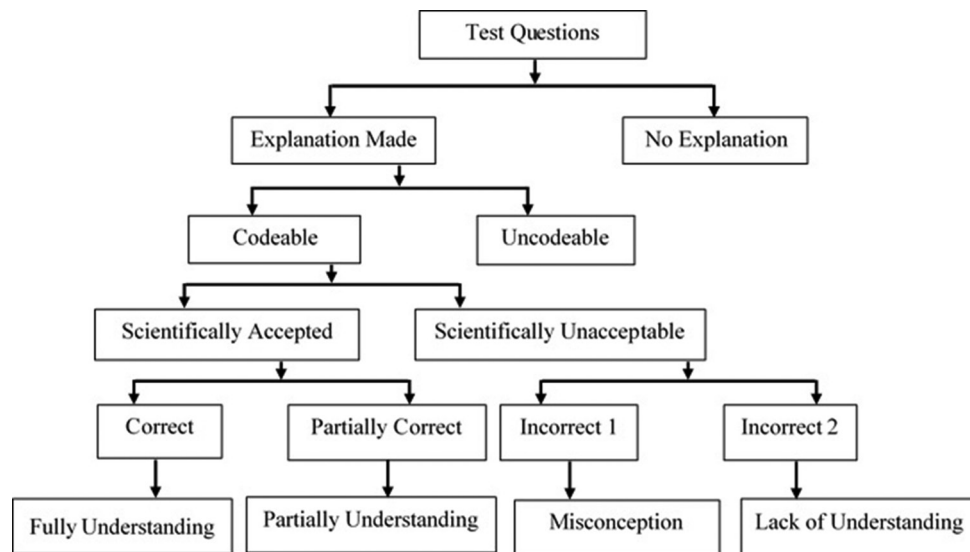 Test Questions
Explanation Made
No Explanation
Codeable
Uncodeable
Scientifically Accepted
Scientifically Unacceptable
Correct
Partially Correct
Incorrect 1
Incorrect 2
Fully Understanding
Partially Understanding
Misconception
Lack of Understanding